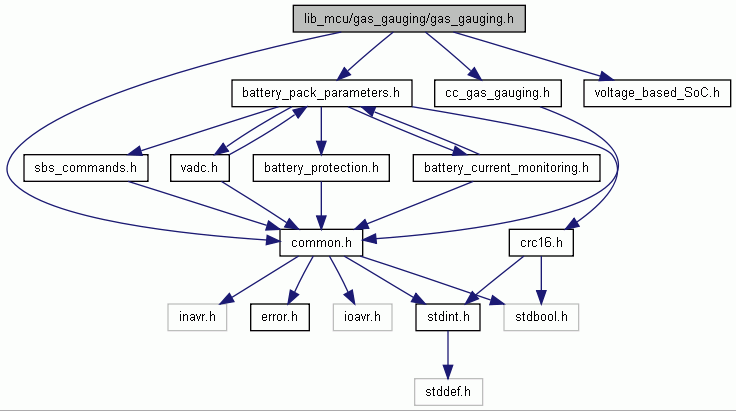 lib_mcu/gas_gauging/gas_gauging.h
battery_pack_parameters.h
cc_gas_gauging.h
voltage_based_SoC.h
sbs_commands.h
vadc.h
battery_protection.h
battery_current_monitoring.h
common.h
crc16.h
inavr.h
error.h
ioavr.h
stdint.h
stdbool.h
stddef.h